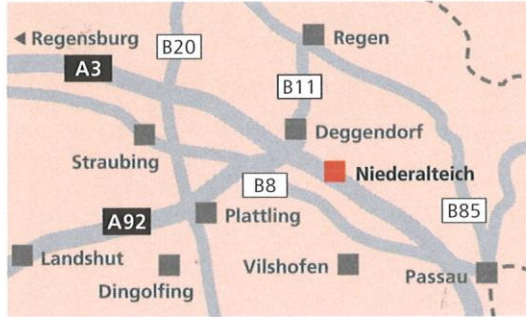 ◄ Regensburg
B20
Regen
A3
B11
Straubing
Deggendorf
Niederalteich
B8
A92
Plattling
B85
Landshut
Dingolfing
Vilshofen
Passau